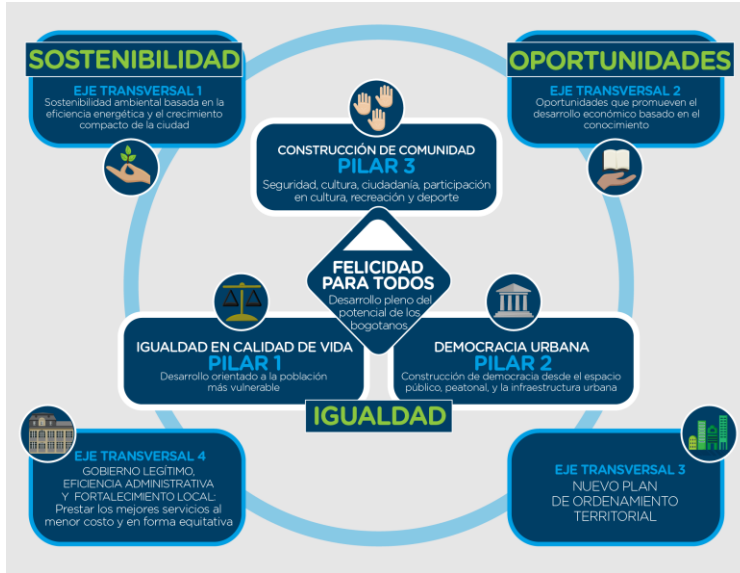 SOSTENIBILIDAD
EJE TRANSVERSAL 1
Sostenibilidad ambiental basada en la
eficiencia energética y el crecimiento
compacto de la ciudad
OPORTUNIDADES
EJE TRANSVERSAL 2
Oportunidades que promueven el
desarrollo económico basado en el
conocimiento
CONSTRUCCIÓN DE COMUNIDAD
PILAR 3
Seguridad, cultura, ciudadanía, participación
en cultura, recreación y deporte
FELICIDAD
PARA TODOS
Desarrollo pleno del
potencial de los
bogotanos
IGUALDAD EN CALIDAD DE VIDA
PILAR 1
Desarrollo orientado a la población
más vulnerable
DEMOCRACIA URBANA
PILAR 2
Construcción de democracia desde el espacio
público, peatonal, y la infraestructura urbana
IGUALDAD
EJE TRANSVERSAL 4
GOBIERNO LEGÍTIMO,
EFICIENCIA ADMINISTRATIVA
Y FORTALECIMIENTO LOCAL:
Prestar los mejores servicios al
menor costo y en forma equitativa
EJE TRANSVERSAL 3
NUEVO PLAN
DE ORDENAMIENTO
TERRITORIAL